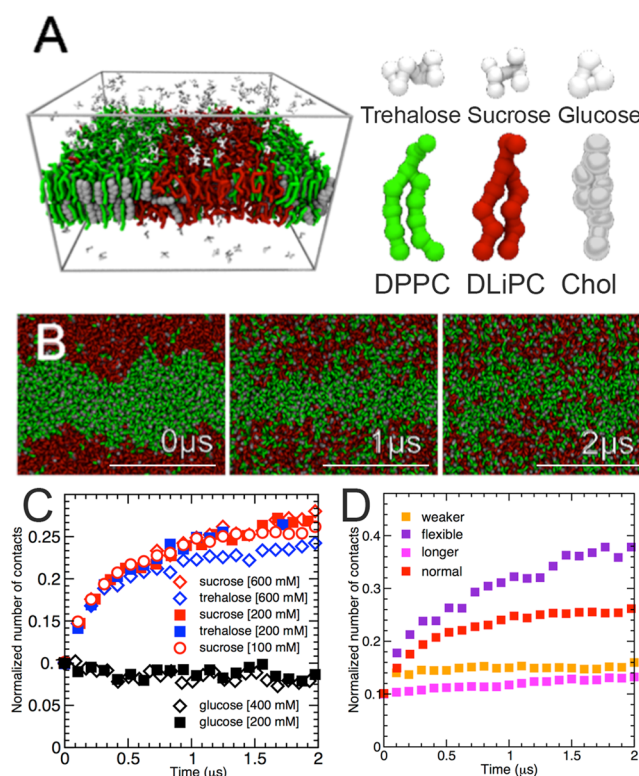 A
Trehalose Sucrose Glucose
DPPC DLiPC Chol
B
0μs
1μs
2μs
C
Normalized number of contacts
0.25
0.2
0.15
0.1
0.05
0
sucrose [600 mM]
trehalose [600 mM]
sucrose [200 mM]
trehalose [200 mM]
sucrose [100 mM]
glucose [400 mM]
glucose [200 mM]
0 0.5 1 1.5 2
Time (μs)
D
Normalized number of contacts
0.4
0.3
0.2
0.1
0
weaker
flexible
longer
normal
0 0.5 1 1.5 2
Time (μs)